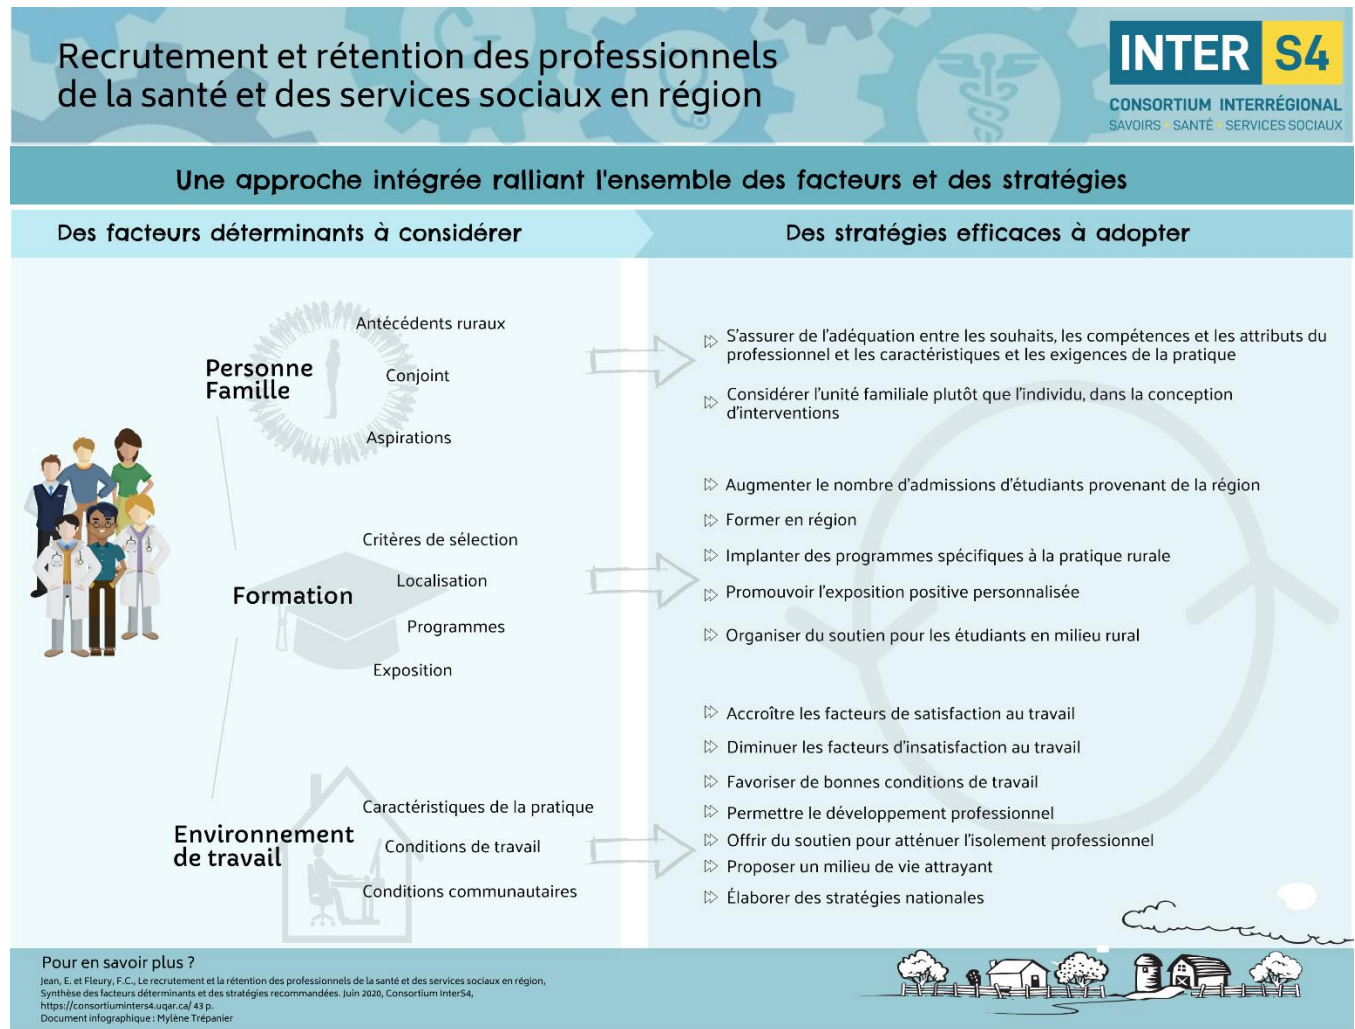 Recrutement et rétention des professionnels
de la santé et des services sociaux en région
INTER S4
CONSORTIUM INTERRÉGIONAL
SAVOIRS • SANTÉ • SERVICES SOCIAUX
Une approche intégrée ralliant l'ensemble des facteurs et des stratégies
Des facteurs déterminants à considérer
Des stratégies efficaces à adopter
Personne
Famille
Antécédents ruraux
Conjoint
Aspirations
S'assurer de l'adéquation entre les souhaits, les compétences et les attributs du
professionnel et les caractéristiques et les exigences de la pratique
Considérer l'unité familiale plutôt que l'individu, dans la conception
d'interventions
Formation
Critères de sélection
Localisation
Programmes
Exposition
Augmenter le nombre d'admissions d'étudiants provenant de la région
Former en région
Implanter des programmes spécifiques à la pratique rurale
Promouvoir l'exposition positive personnalisée
Organiser du soutien pour les étudiants en milieu rural
Environnement
de travail
Caractéristiques de la pratique
Conditions de travail
Conditions communautaires
Accroître les facteurs de satisfaction au travail
Diminuer les facteurs d'insatisfaction au travail
Favoriser de bonnes conditions de travail
Permettre le développement professionnel
Offrir du soutien pour atténuer l'isolement professionnel
Proposer un milieu de vie attrayant
Élaborer des stratégies nationales
Pour en savoir plus ?
Jean, E. et Fleury, F.C., Le recrutement et la rétention des professionnels de la santé et des services sociaux en région,
Synthèse des facteurs déterminants et des stratégies recommandées. Juin 2020, Consortium InterS4,
https://consortiuminters4.uqar.ca/ 43 p.
Document infographique : Mylène Trépanier